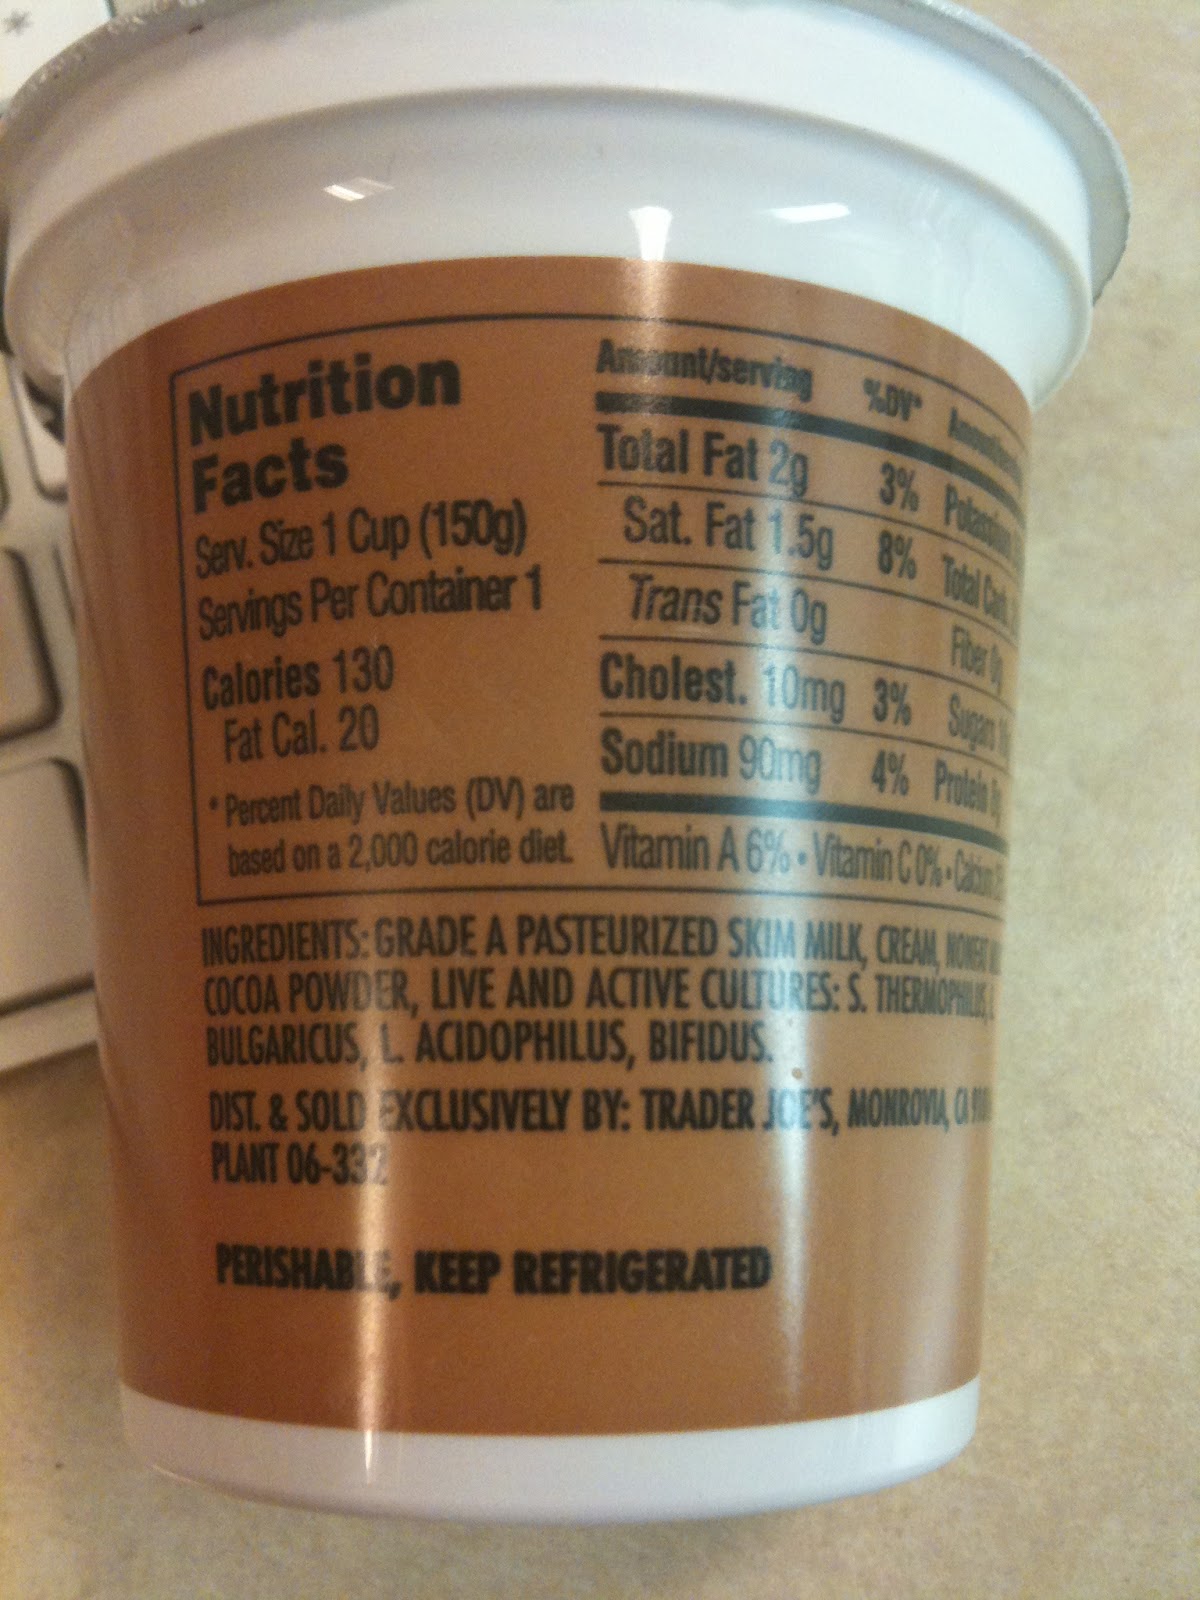 Nutrition
Facts
Serv. Size 1 Cup (150g)
Servings Per Container 1
Calories 130
Fat Cal. 20
* Percent Daily Values (DV) are
based on a 2,000 calorie diet.
Amount/serving %DV*
Total Fat 2g 3%
Sat. Fat 1.5g 8%
Trans Fat 0g
Cholest. 10mg 3%
Sodium 90mg 4%
Potassium
Total Carb.
Fiber 0g
Sugars
Protein
Vitamin A 6% • Vitamin C 0% • Calcium
INGREDIENTS: GRADE A PASTEURIZED SKIM MILK, CREAM, NONFAT
COCOA POWDER, LIVE AND ACTIVE CULTURES: S. THERMOPHILUS, L.
BULGARICUS, L. ACIDOPHILUS, BIFIDUS.
DIST. & SOLD EXCLUSIVELY BY: TRADER JOE'S, MONROVIA, CA
PLANT 06-332
PERISHABLE, KEEP REFRIGERATED